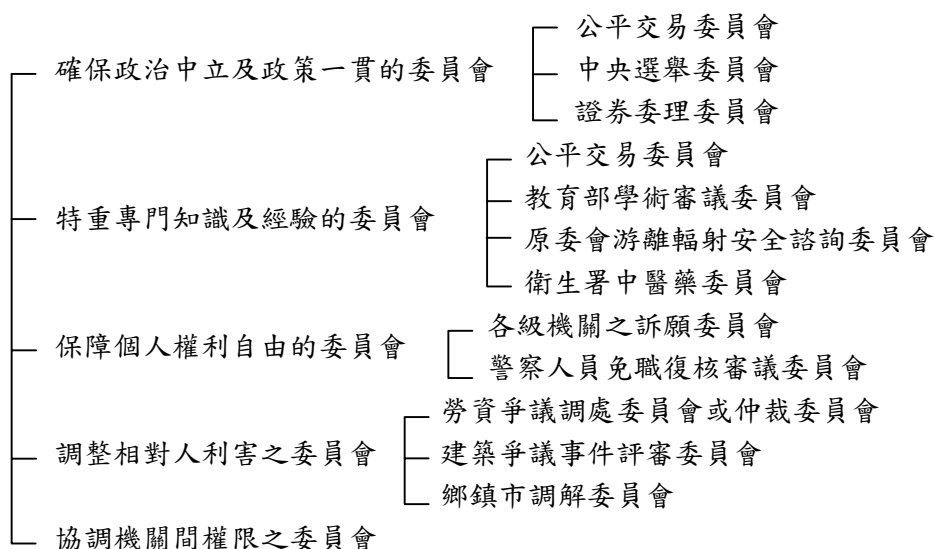 確保政治中立及政策一貫的委員會
公平交易委員會
中央選舉委員會
證券委理委員會
特重專門知識及經驗的委員會
公平交易委員會
教育部學術審議委員會
原委會游離輻射安全諮詢委員會
衛生署中醫藥委員會
保障個人權利自由的委員會
各級機關之訴願委員會
警察人員免職復核審議委員會
調整相對人利害之委員會
勞資爭議調處委員會或仲裁委員會
建築爭議事件評審委員會
鄉鎮市調解委員會
協調機關間權限之委員會